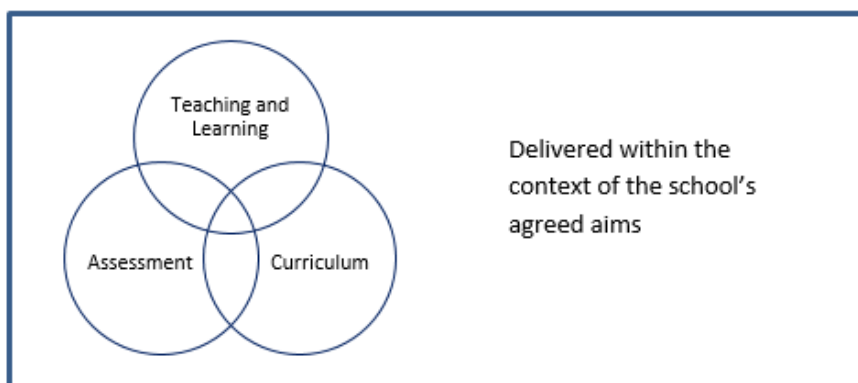 Teaching and
Learning
Assessment
Curriculum
Delivered within the
context of the school's
agreed aims